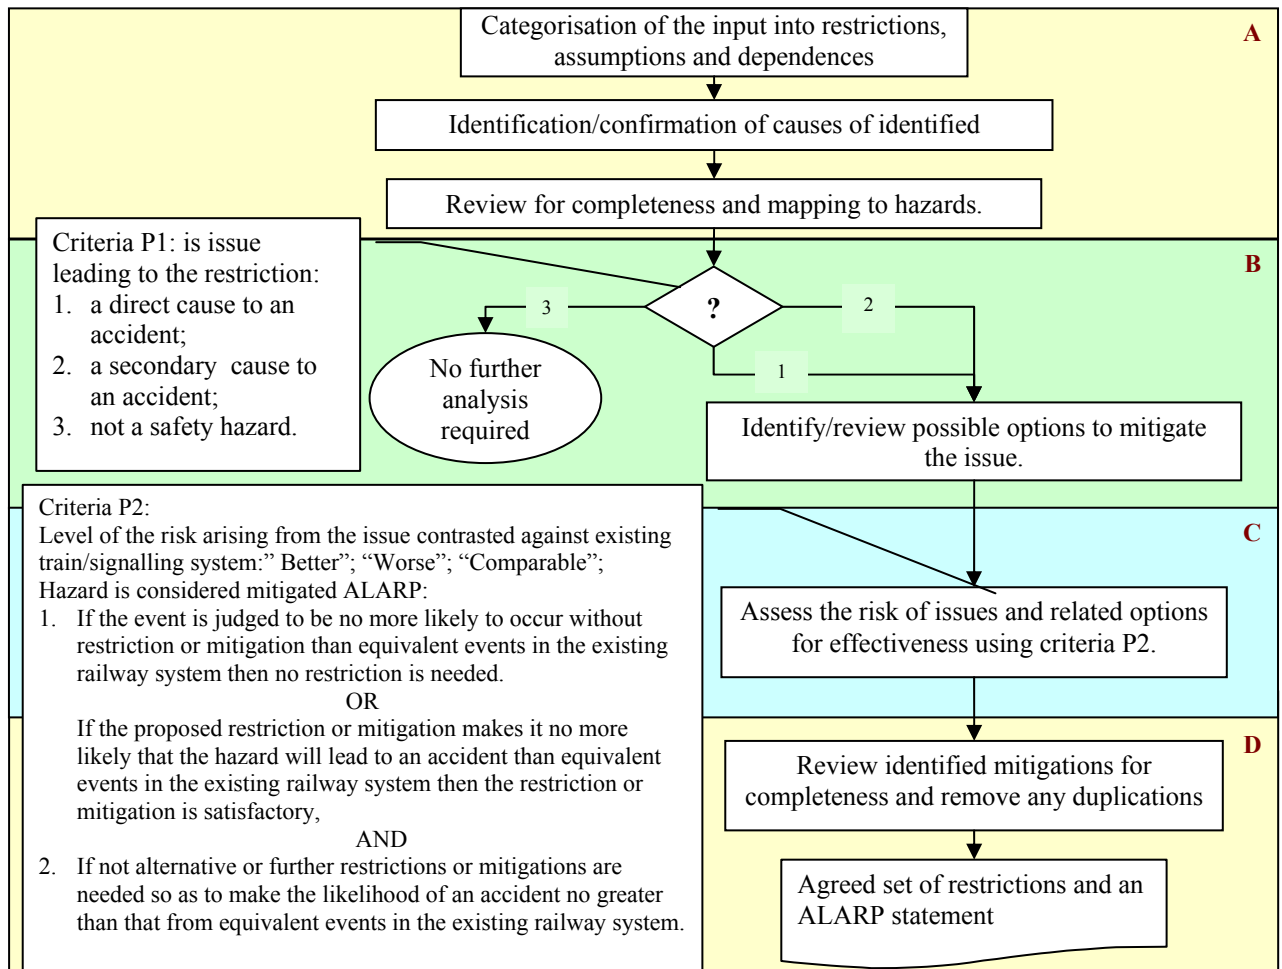 Categorisation of the input into restrictions,
assumptions and dependences
A
Identification/confirmation of causes of identified
Review for completeness and mapping to hazards.
Criteria P1: is issue
leading to the restriction:
1. a direct cause to an
accident;
2. a secondary cause to
an accident;
3. not a safety hazard.
B
?
3
2
1
No further
analysis
required
Identify/review possible options to mitigate
the issue.
Criteria P2:
Level of the risk arising from the issue contrasted against existing
train/signalling system:” Better”; “Worse”; “Comparable”;
Hazard is considered mitigated ALARP:
1. If the event is judged to be no more likely to occur without
restriction or mitigation than equivalent events in the existing
railway system then no restriction is needed.
OR
If the proposed restriction or mitigation makes it no more
likely that the hazard will lead to an accident than equivalent
events in the existing railway system then the restriction or
mitigation is satisfactory,
AND
2. If not alternative or further restrictions or mitigations are
needed so as to make the likelihood of an accident no greater
than that from equivalent events in the existing railway system.
C
Assess the risk of issues and related options
for effectiveness using criteria P2.
D
Review identified mitigations for
completeness and remove any duplications
Agreed set of restrictions and an
ALARP statement